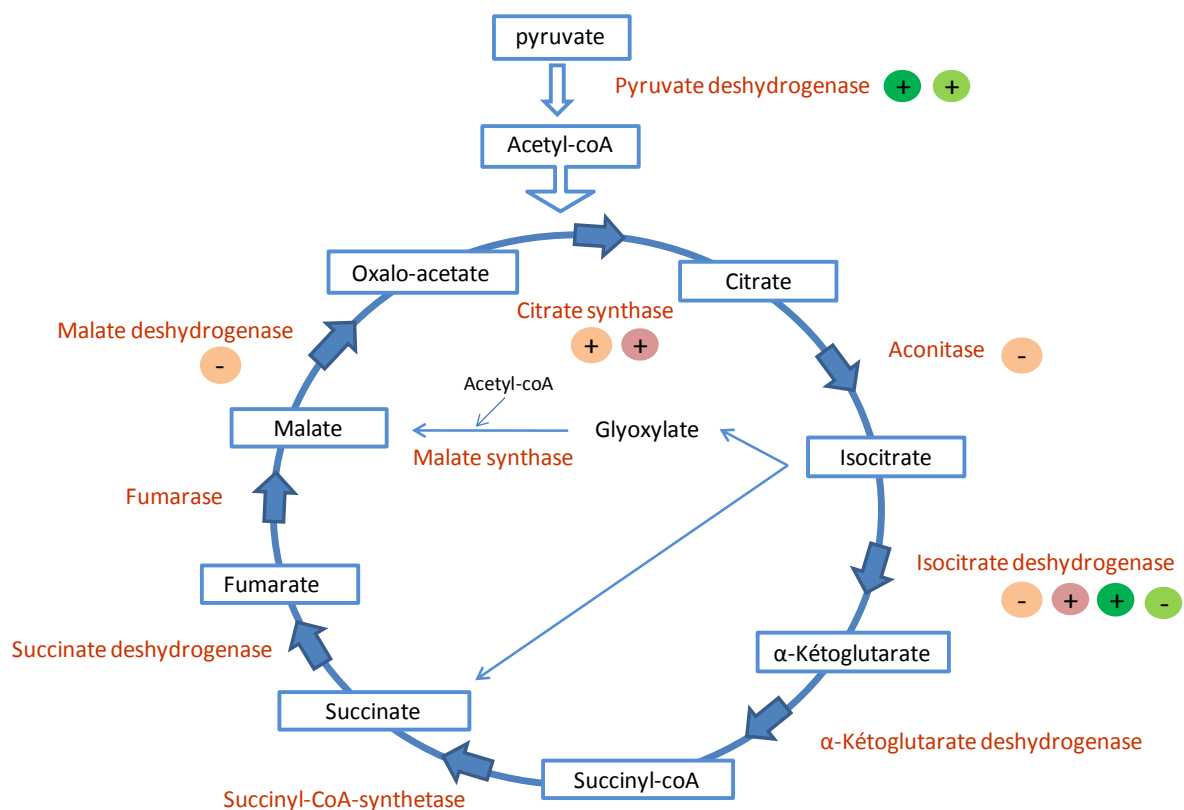 pyruvate
Pyruvate deshydrogenase + +
Acetyl-coA
Oxalo-acetate
Citrate
Citrate synthase
+ +
Malate deshydrogenase
-
Aconitase -
Acetyl-coA
Malate
Glyoxylate
Malate synthase
Isocitrate
Fumarase
Isocitrate deshydrogenase
- + + -
Fumarate
Succinate deshydrogenase
α-Kétoglutarate
Succinate
α-Kétoglutarate deshydrogenase
Succinyl-coA
Succinyl-CoA-synthetase